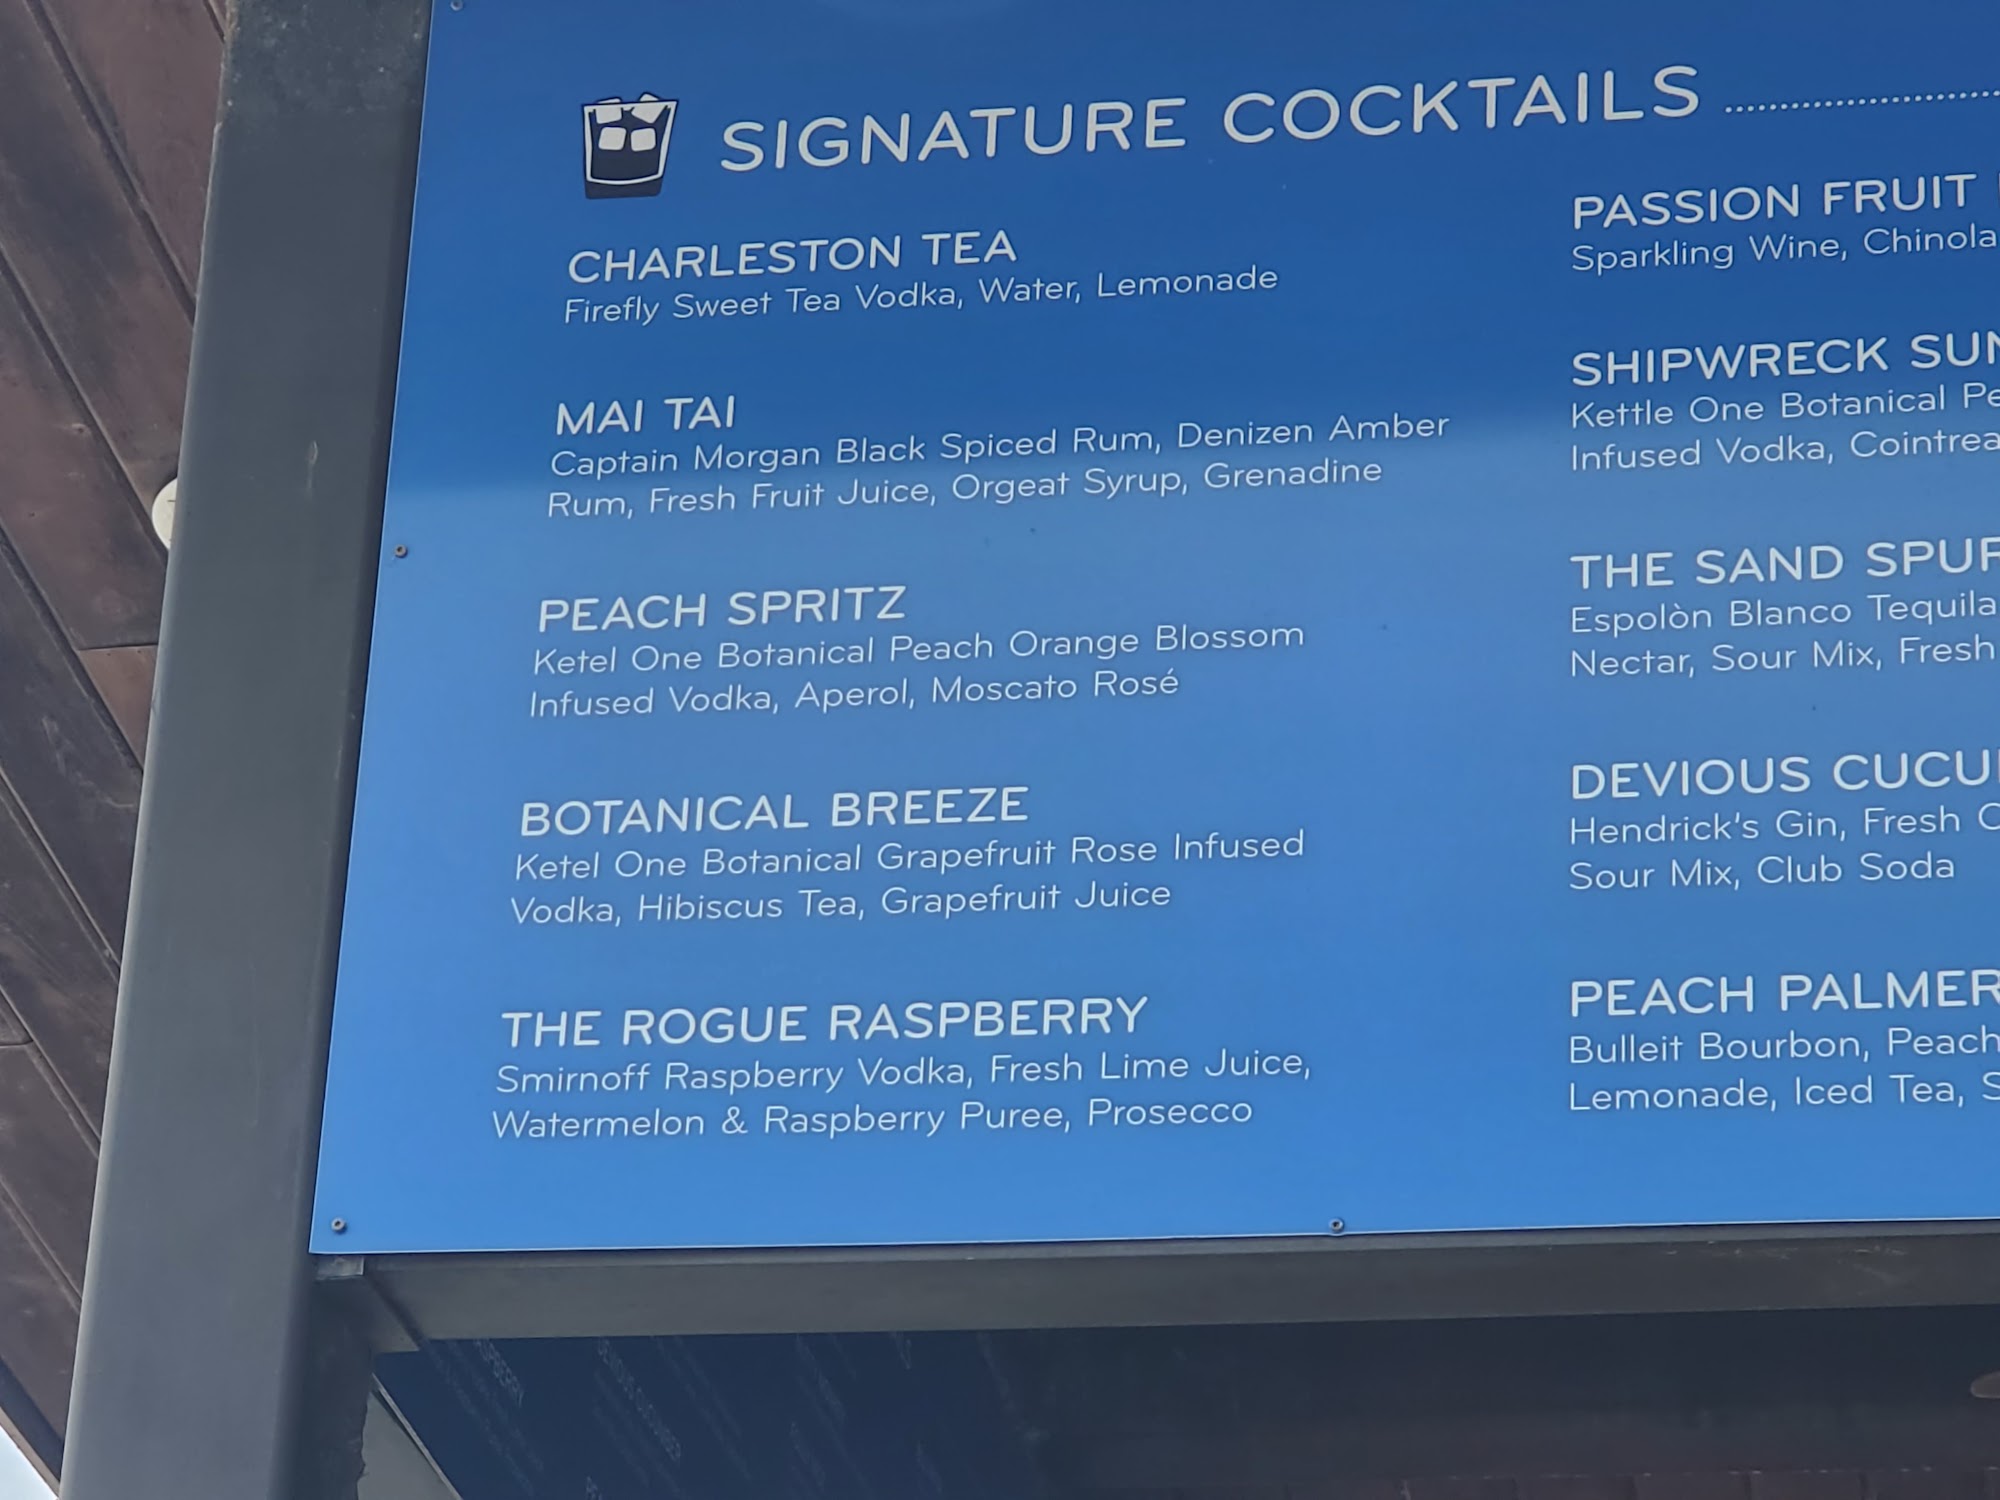 SIGNATURE COCKTAILS
CHARLESTON TEA
Firefly Sweet Tea Vodka, Water, Lemonade
MAI TAI
Captain Morgan Black Spiced Rum, Denizen Amber
Rum, Fresh Fruit Juice, Orgeat Syrup, Grenadine
PEACH SPRITZ
Ketel One Botanical Peach Orange Blossom
Infused Vodka, Aperol, Moscato Rosé
BOTANICAL BREEZE
Ketel One Botanical Grapefruit Rose Infused
Vodka, Hibiscus Tea, Grapefruit Juice
THE ROGUE RASPBERRY
Smirnoff Raspberry Vodka, Fresh Lime Juice,
Watermelon & Raspberry Puree, Prosecco
PASSION FRUIT
Sparkling Wine, Chinola
SHIPWRECK
Kettle One Botanical
Infused Vodka,
THE SAND
Espolòn Blanco Tequila
Nectar, Sour Mix, Fresh
DEVIOUS
Hendrick's Gin, Fresh
Sour Mix, Club Soda
PEACH PALMER
Bulleit Bourbon, Peach
Lemonade, Iced Tea,